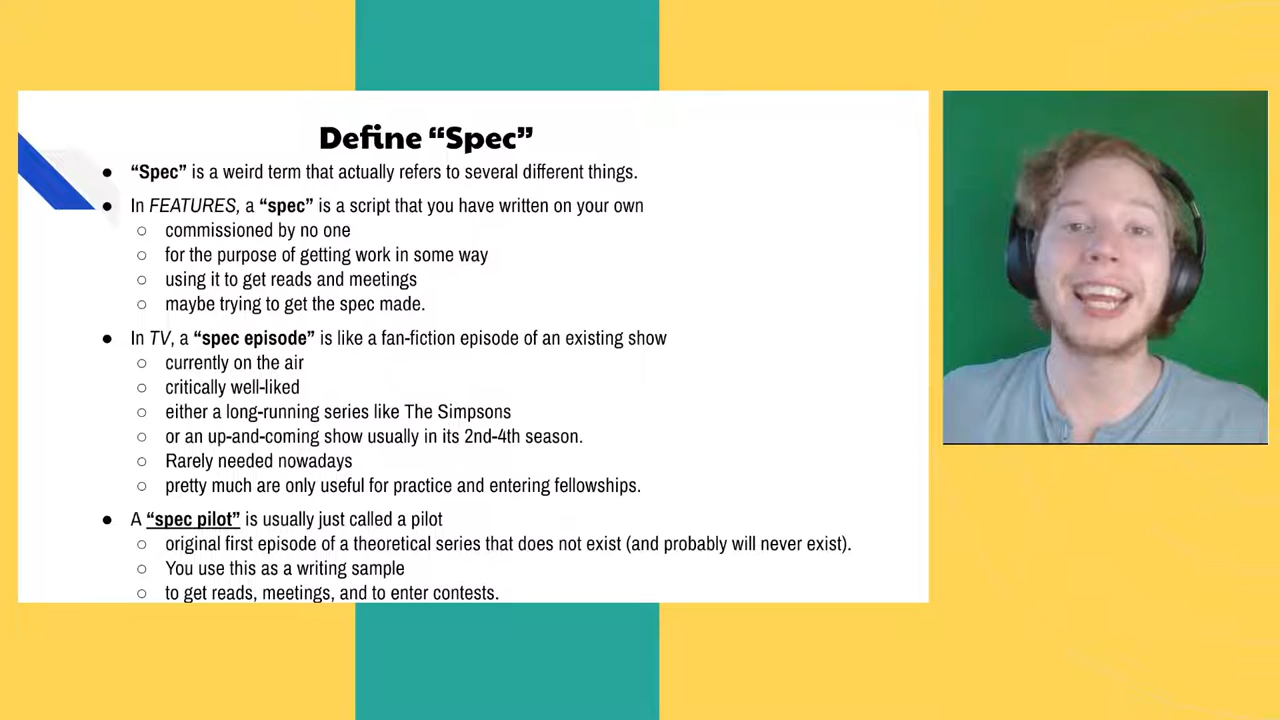 Define “Spec”
● “Spec” is a weird term that actually refers to several different things.
● In FEATURES, a “spec” is a script that you have written on your own
○ commissioned by no one
○ for the purpose of getting work in some way
○ using it to get reads and meetings
○ maybe trying to get the spec made.
● In TV, a “spec episode” is like a fan-fiction episode of an existing show
○ currently on the air
○ critically well-liked
○ either a long-running series like The Simpsons
○ or an up-and-coming show usually in its 2nd-4th season.
○ Rarely needed nowadays
○ pretty much are only useful for practice and entering fellowships.
● A “spec pilot” is usually just called a pilot
○ original first episode of a theoretical series that does not exist (and probably will never exist).
○ You use this as a writing sample
○ to get reads, meetings, and to enter contests.